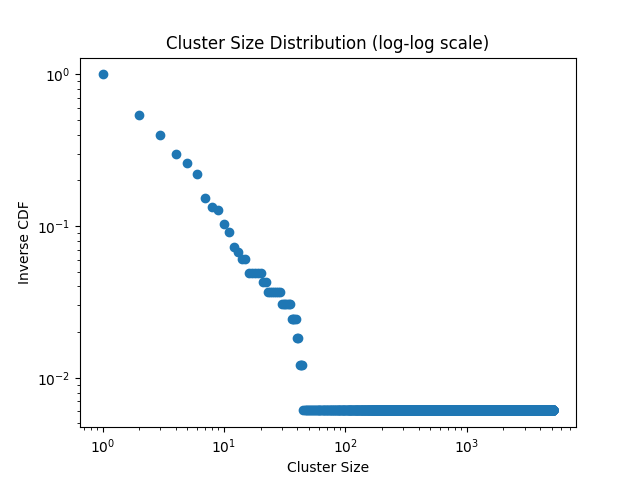 Cluster Size Distribution (log-log scale)
Inverse CDF
10⁰
10⁻¹
10⁻²
10⁰ 10¹ 10² 10³
Cluster Size